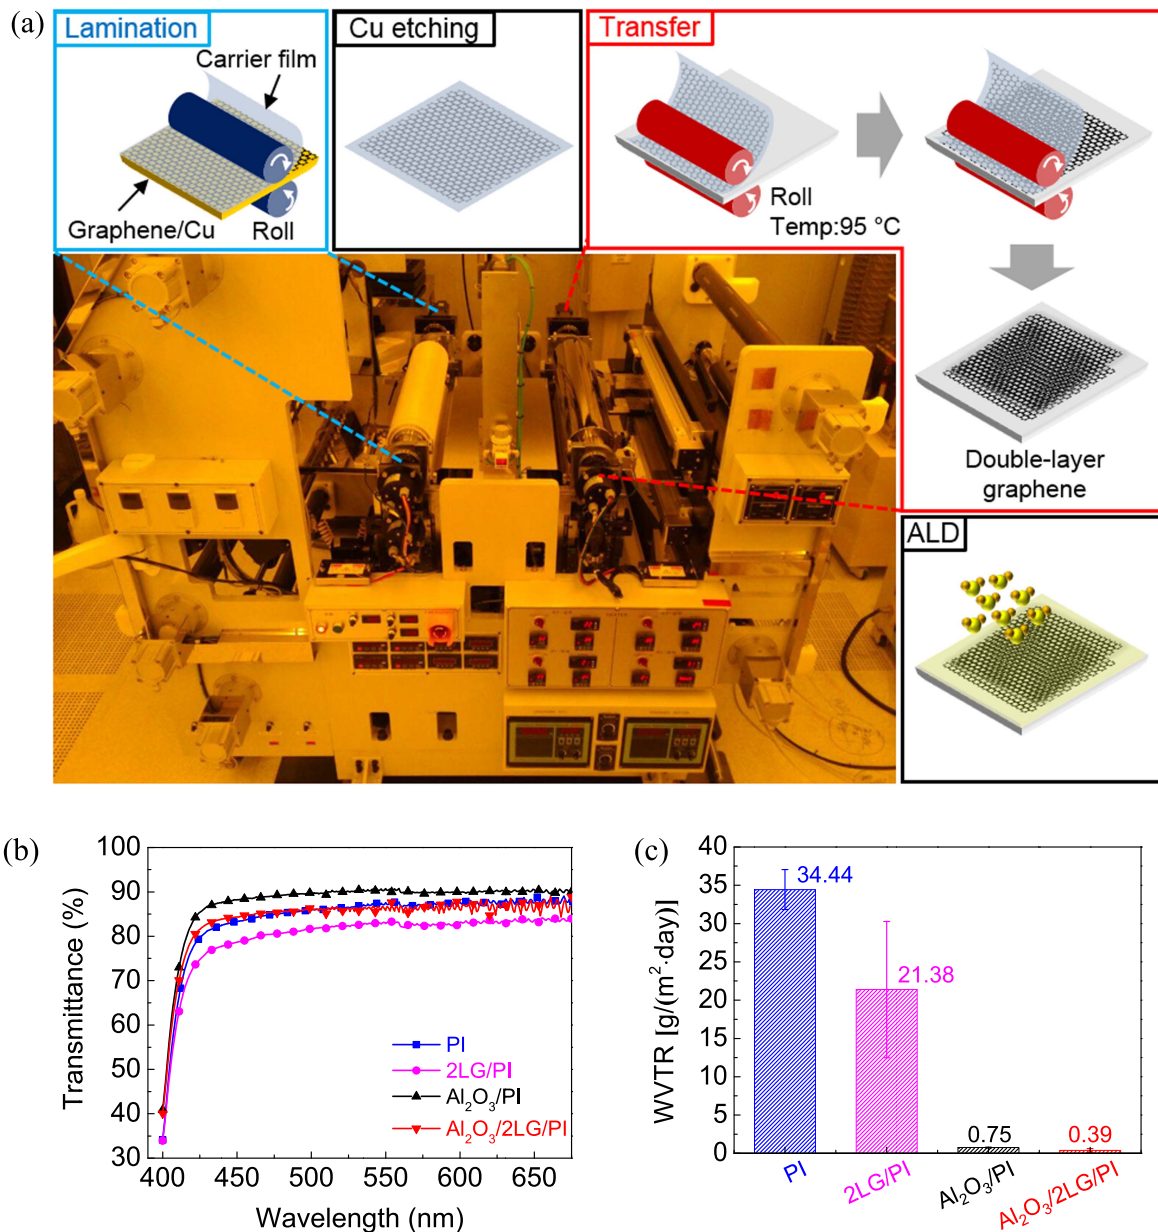 (a)
Lamination
Carrier film
Graphene/Cu
Roll
Cu etching
Transfer
Roll
Temp:95 °C
Double-layer
graphene
ALD
(b)
100
90
80
70
60
50
40
30
Transmittance (%)
PI
2LG/PI
Al₂O₃/PI
Al₂O₃/2LG/PI
400
450
500
550
600
650
Wavelength (nm)
(c)
40
35
30
25
20
15
10
5
0
WVTR [g/(m²·day)]
34.44
21.38
0.75
0.39
PI
2LG/PI
Al₂O₃/PI
Al₂O₃/2LG/PI